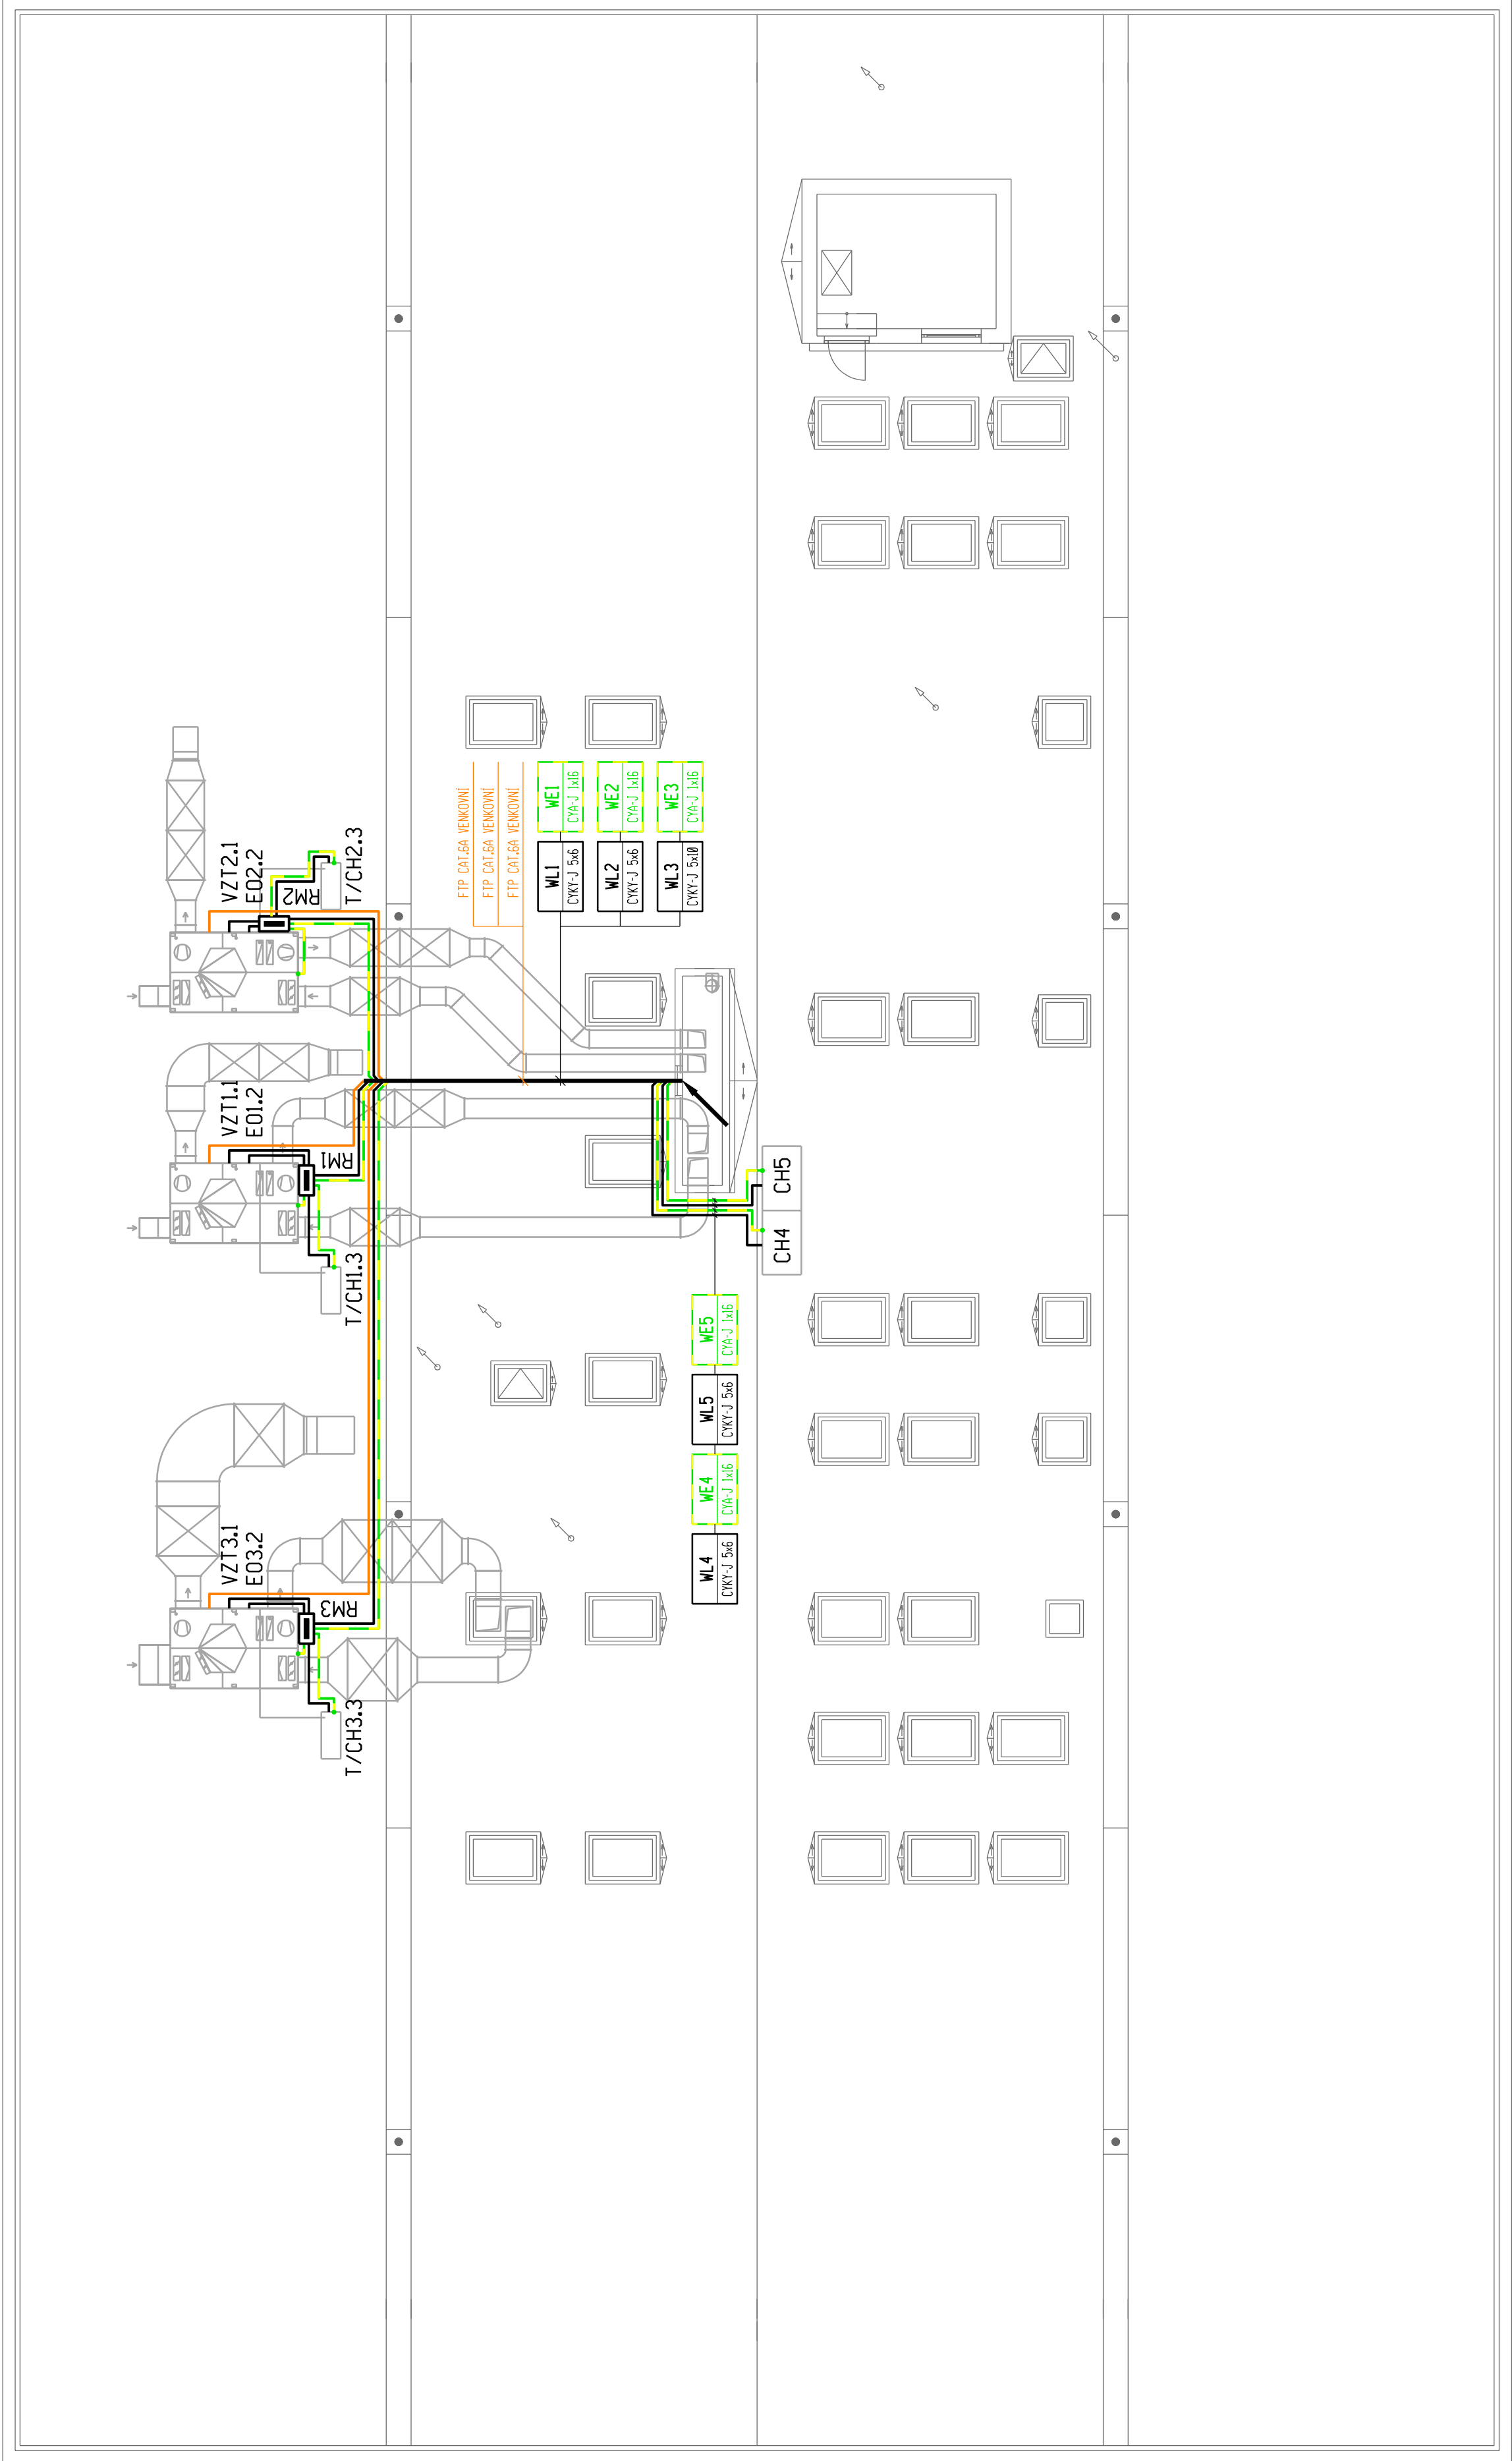 VZT2.1
EO2.2
RM2
T/CH2.3
FTP CAT.6A VENKOVNÍ
FTP CAT.6A VENKOVNÍ
FTP CAT.6A VENKOVNÍ
WE1
CYA-J 1x16
WL1
CYKY-J 5x6
WE2
CYA-J 1x16
WL2
CYKY-J 5x6
WE3
CYA-J 1x16
WL3
CYKY-J 5x10
VZT1.1
EO1.2
RM1
T/CH1.3
CH5
CH4
WE5
CYA-J 1x16
WL5
CYKY-J 5x6
WE4
CYA-J 1x16
WL4
CYKY-J 5x6
VZT3.1
EO3.2
RM3
T/CH3.3